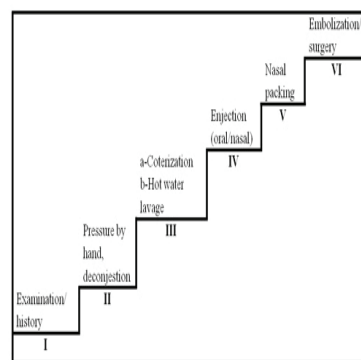 Examination/
history
I
Pressure by
hand,
deconjestion
II
a-Coterization
b-Hot water
lavage
III
Enjection
(oral/nasal)
IV
Nasal
packing
V
Embolization/
surgery
VI